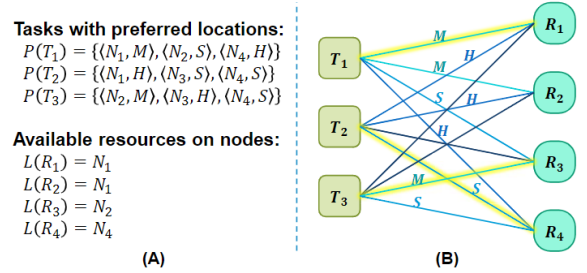 Tasks with preferred locations:
P(T₁) = {⟨N₁, M⟩, ⟨N₂, S⟩, ⟨N₄, H⟩}
P(T₂) = {⟨N₁, H⟩, ⟨N₃, S⟩, ⟨N₄, S⟩}
P(T₃) = {⟨N₂, M⟩, ⟨N₃, H⟩, ⟨N₄, S⟩}
Available resources on nodes:
L(R₁) = N₁
L(R₂) = N₁
L(R₃) = N₂
L(R₄) = N₄
(A)
T₁
T₂
T₃
M
H
M
S
H
H
M
S
S
R₁
R₂
R₃
R₄
(B)